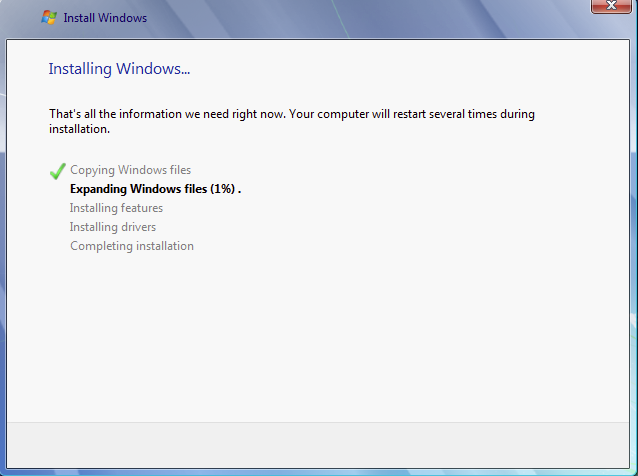 Install Windows
Installing Windows...
That's all the information we need right now. Your computer will restart several times during
installation.
Copying Windows files
Expanding Windows files (1%) .
Installing features
Installing drivers
Completing installation